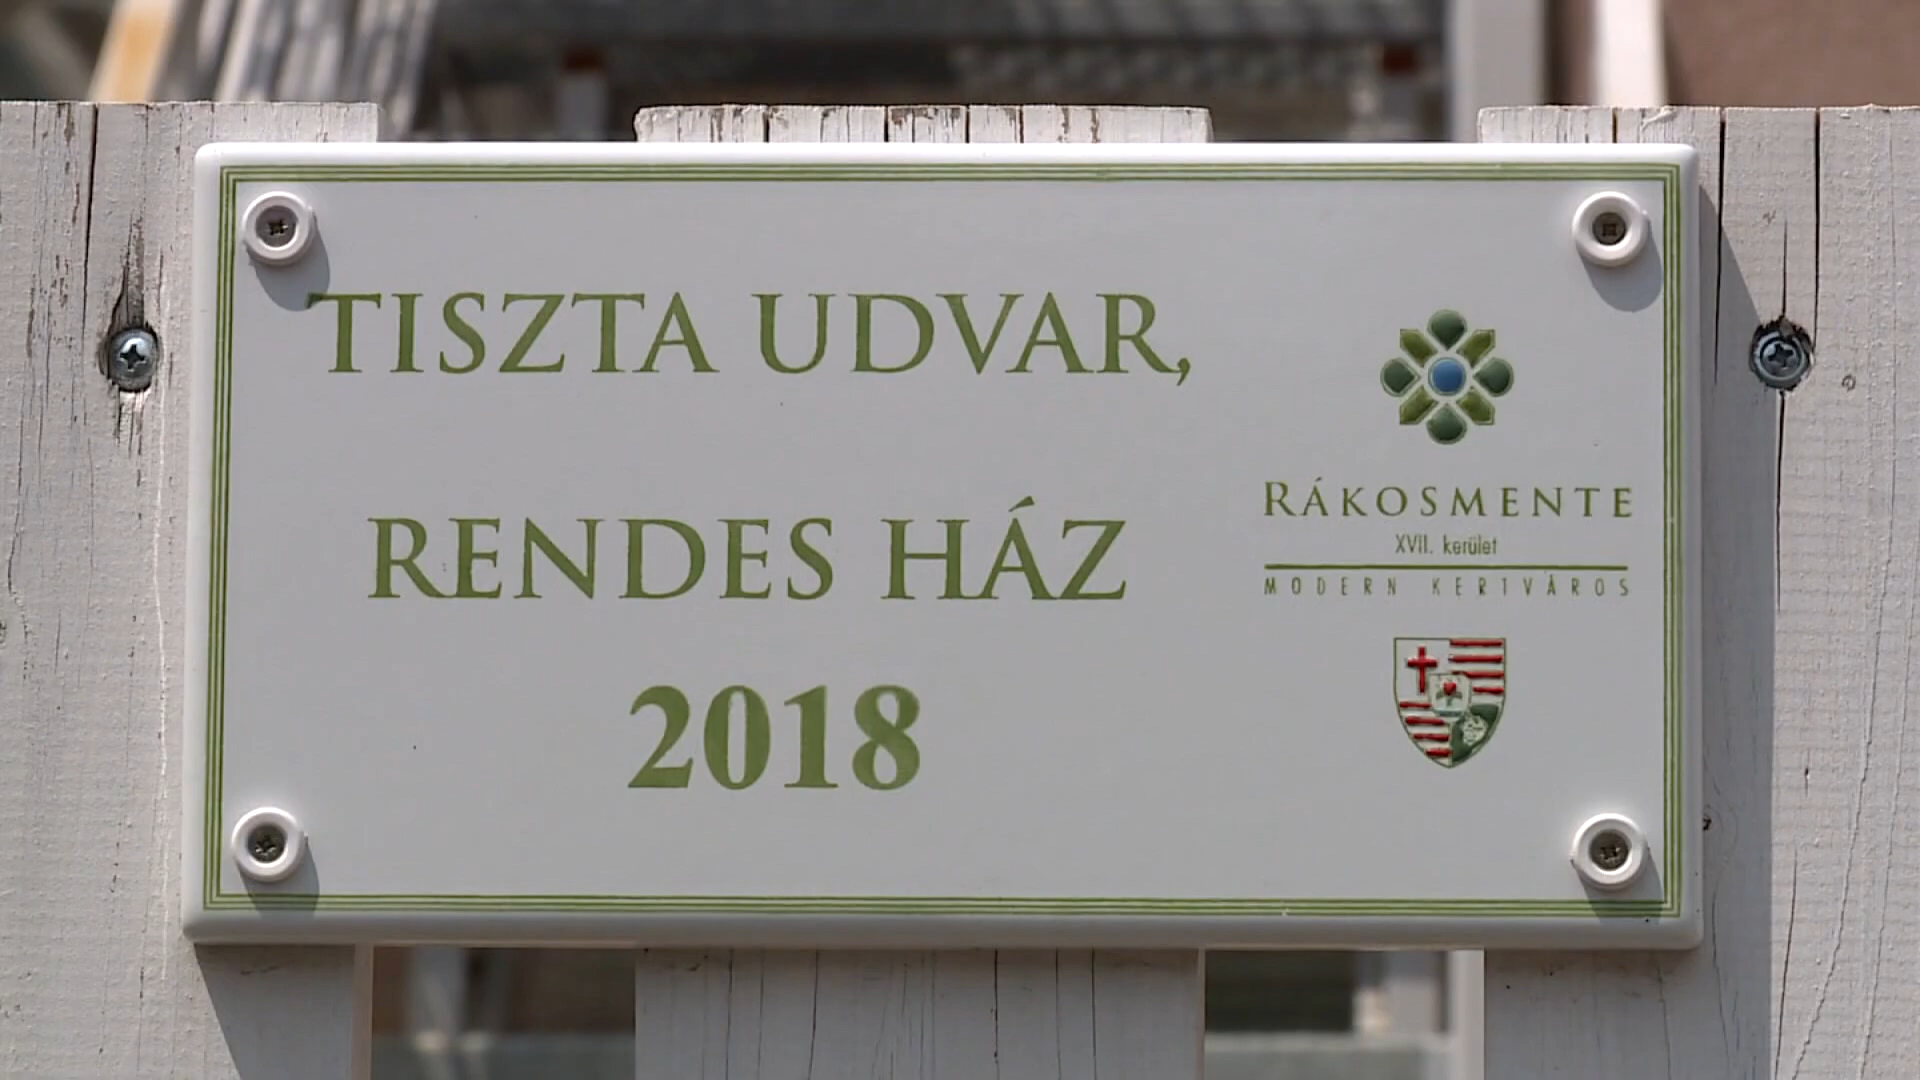 TISZTA UDVAR,
RENDES HÁZ
2018
RÁKOSMENTE
XVII. kerület
MODERN KERTVÁROS